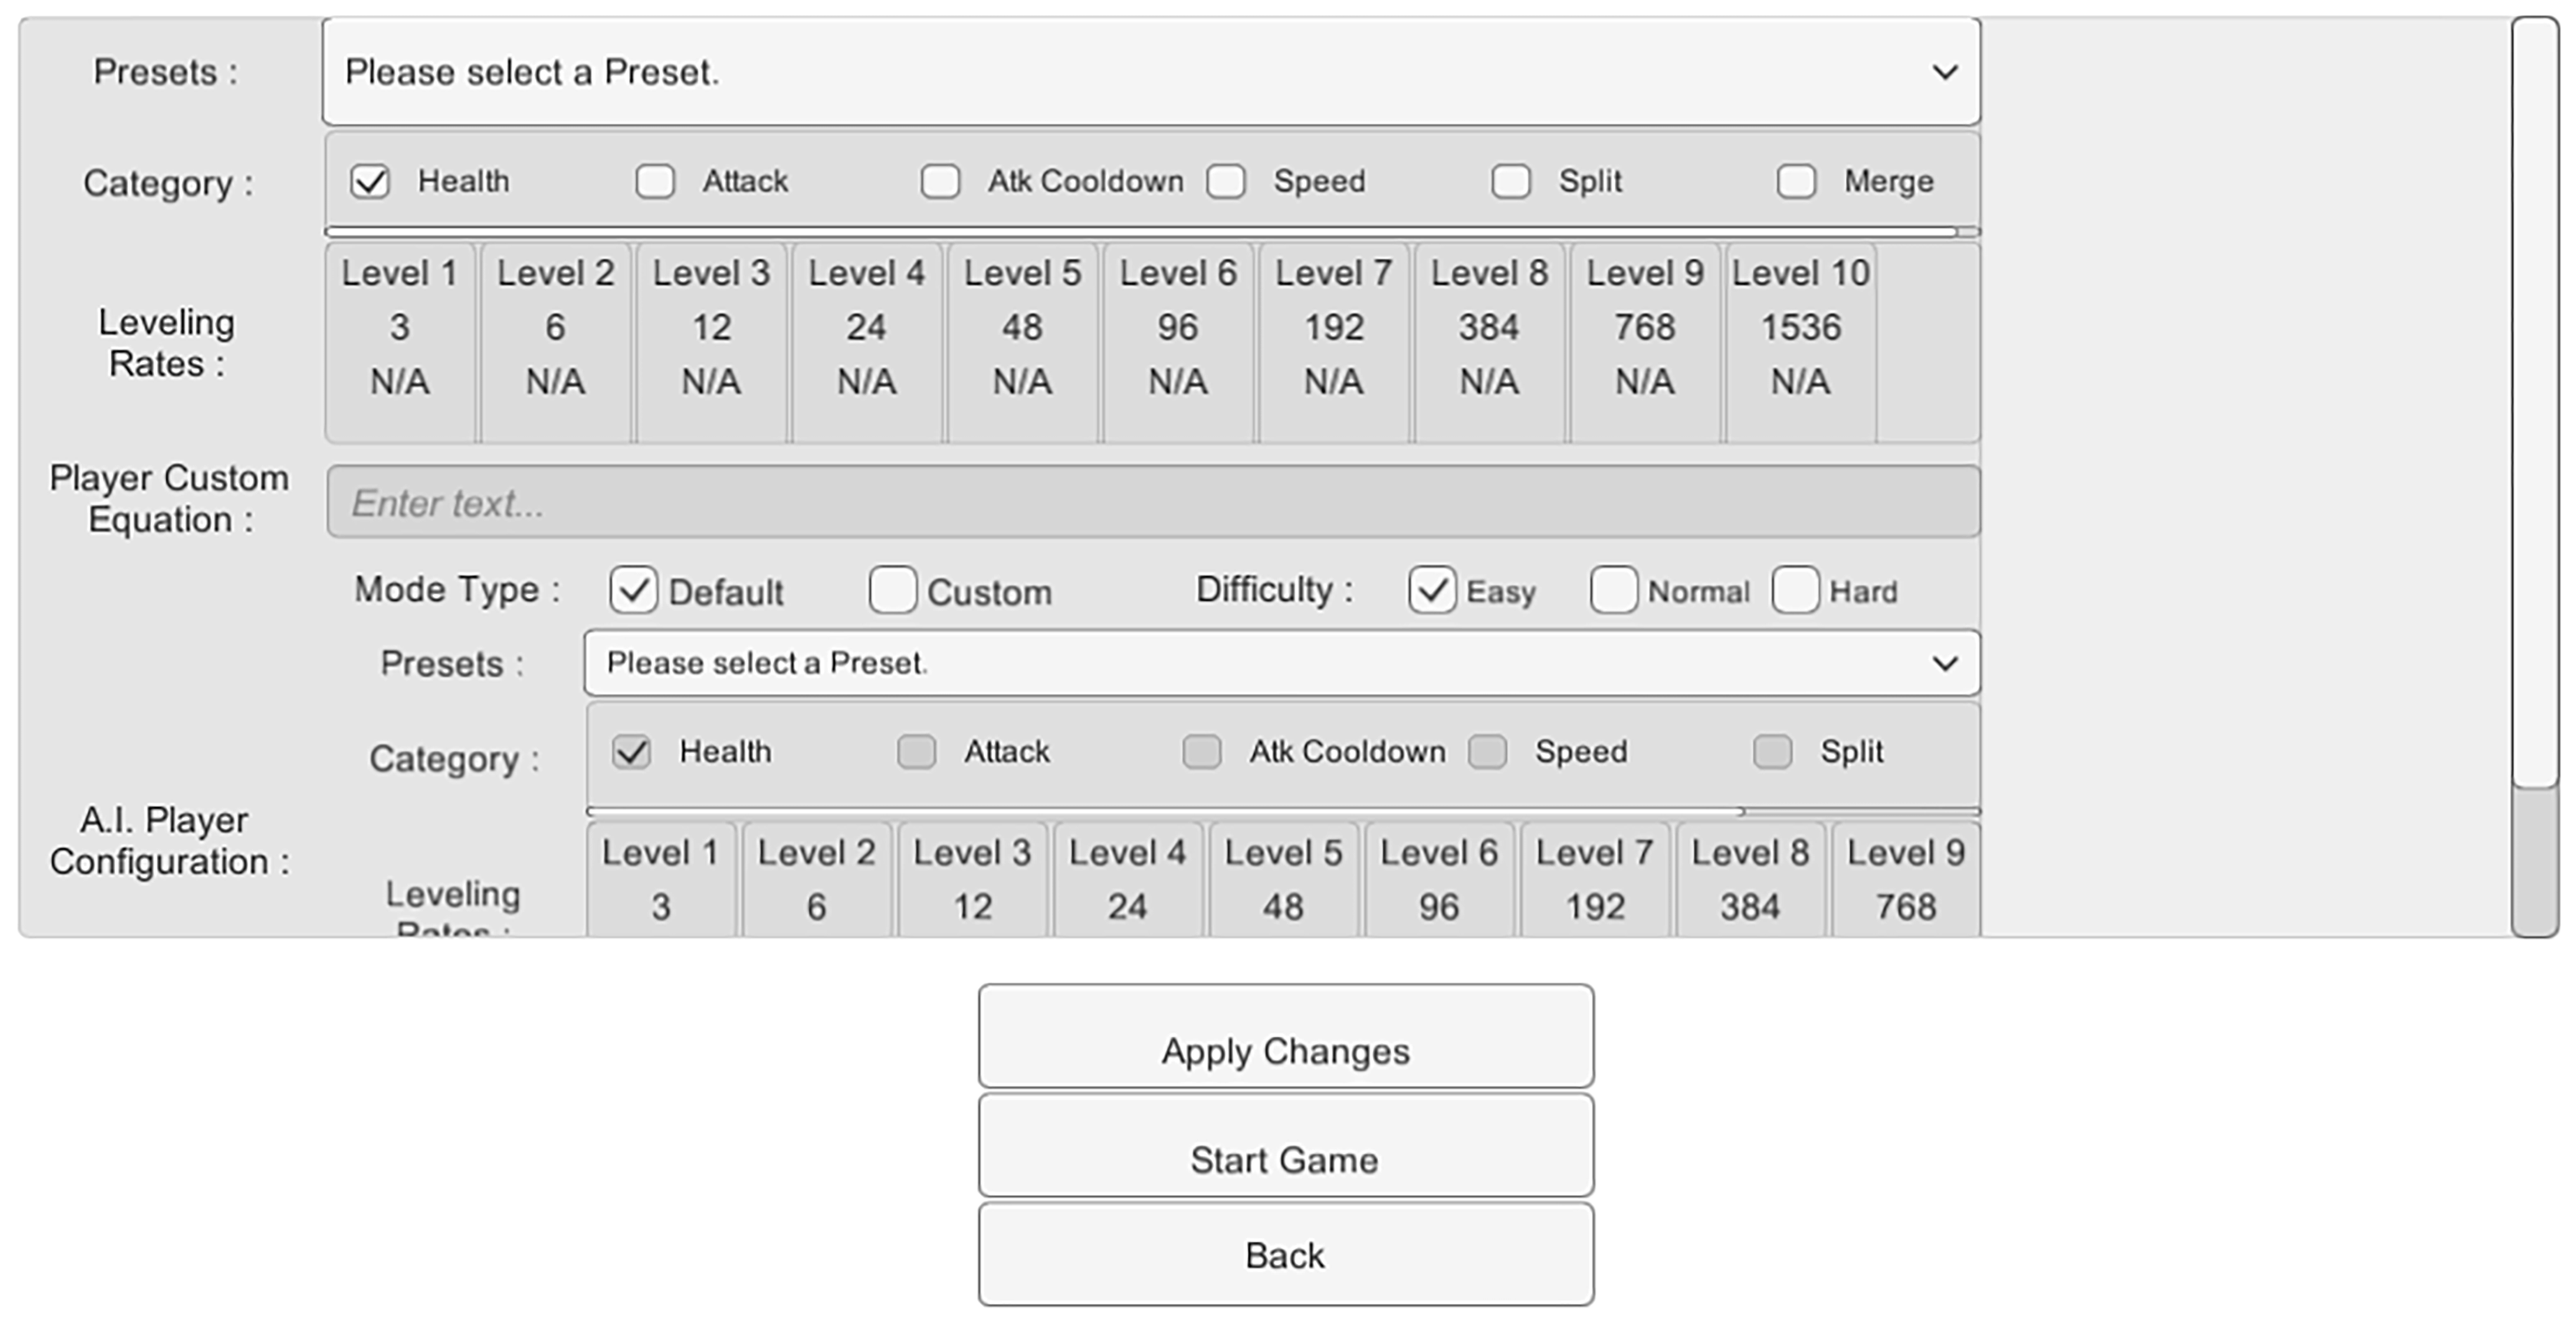 Presets :
Please select a Preset.
Category :
Health Attack Atk Cooldown Speed Split Merge
Leveling
Rates :
Level 1 Level 2 Level 3 Level 4 Level 5 Level 6 Level 7 Level 8 Level 9 Level 10
3 6 12 24 48 96 192 384 768 1536
N/A N/A N/A N/A N/A N/A N/A N/A N/A N/A
Player Custom
Equation :
Enter text...
Mode Type : Default Custom Difficulty : Easy Normal Hard
Presets : Please select a Preset.
Category : Health Attack Atk Cooldown Speed Split
A.I. Player
Configuration :
Leveling
Rates :
Level 1 Level 2 Level 3 Level 4 Level 5 Level 6 Level 7 Level 8 Level 9
3 6 12 24 48 96 192 384 768
Apply Changes
Start Game
Back